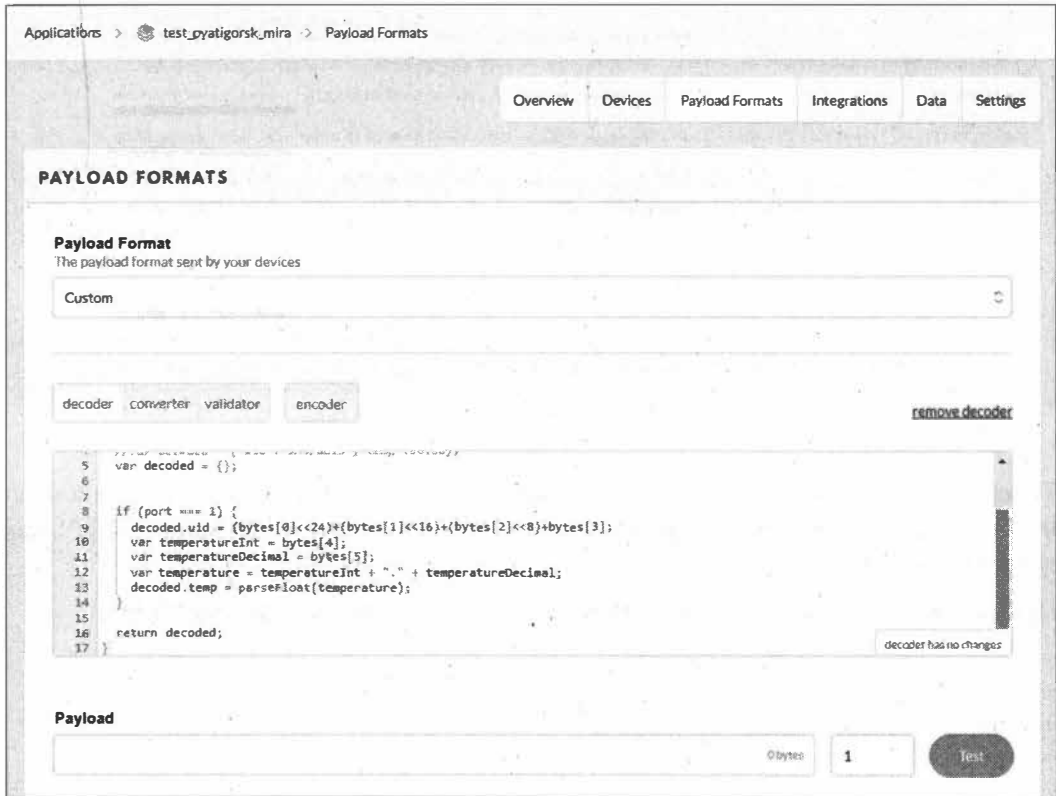 Applications > test_pyatigorsk_mira > Payload Formats
Overview Devices Payload Formats Integrations Data Settings
PAYLOAD FORMATS
Payload Format
The payload format sent by your devices
Custom
decoder converter validator encoder
remove decoder
5 var decoded = {};
6
7
8 if (port === 1) {
9 decoded.uid = (bytes[0]<<24)+(bytes[1]<<16)+(bytes[2]<<8)+bytes[3];
10 var temperatureInt = bytes[4];
11 var temperatureDecimal = bytes[5];
12 var temperature = temperatureInt + "." + temperatureDecimal;
13 decoded.temp = parseFloat(temperature);
14 }
15
16 return decoded;
17 }
decoder has no changes
Payload
0 bytes 1 Test